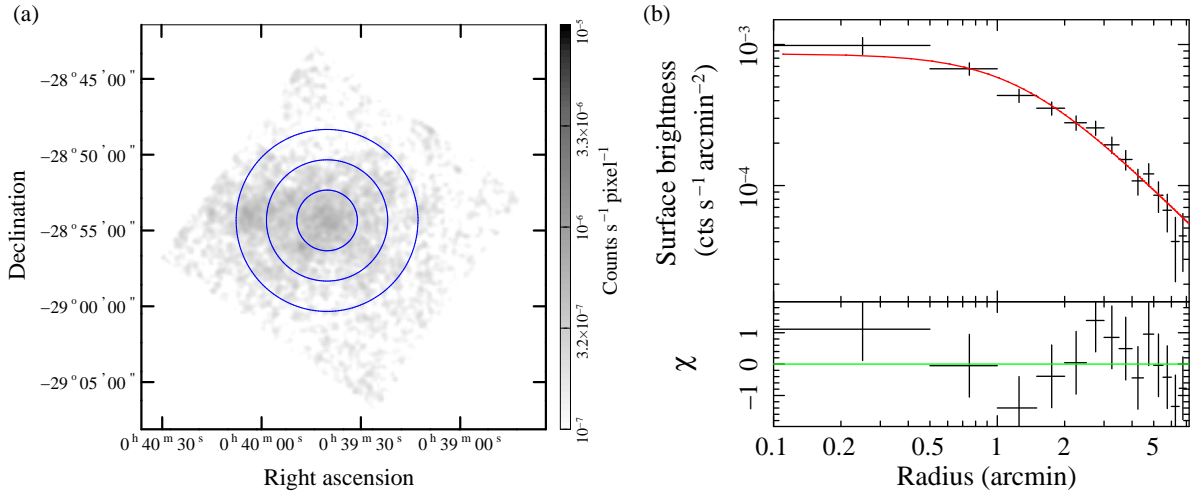 (a)
Declination
−28°45′00″
−28°50′00″
−28°55′00″
−29°00′00″
−29°05′00″
0ʰ40ᵐ30ˢ 0ʰ40ᵐ00ˢ 0ʰ39ᵐ30ˢ 0ʰ39ᵐ00ˢ
Right ascension
10⁻⁵
3.3×10⁻⁶
10⁻⁶
3.2×10⁻⁷
10⁻⁷
Counts s⁻¹ pixel⁻¹
(b)
Surface brightness
(cts s⁻¹ arcmin⁻²)
10⁻³
10⁻⁴
χ
1
0
−1
0.1 0.2 0.5 1 2 5
Radius (arcmin)